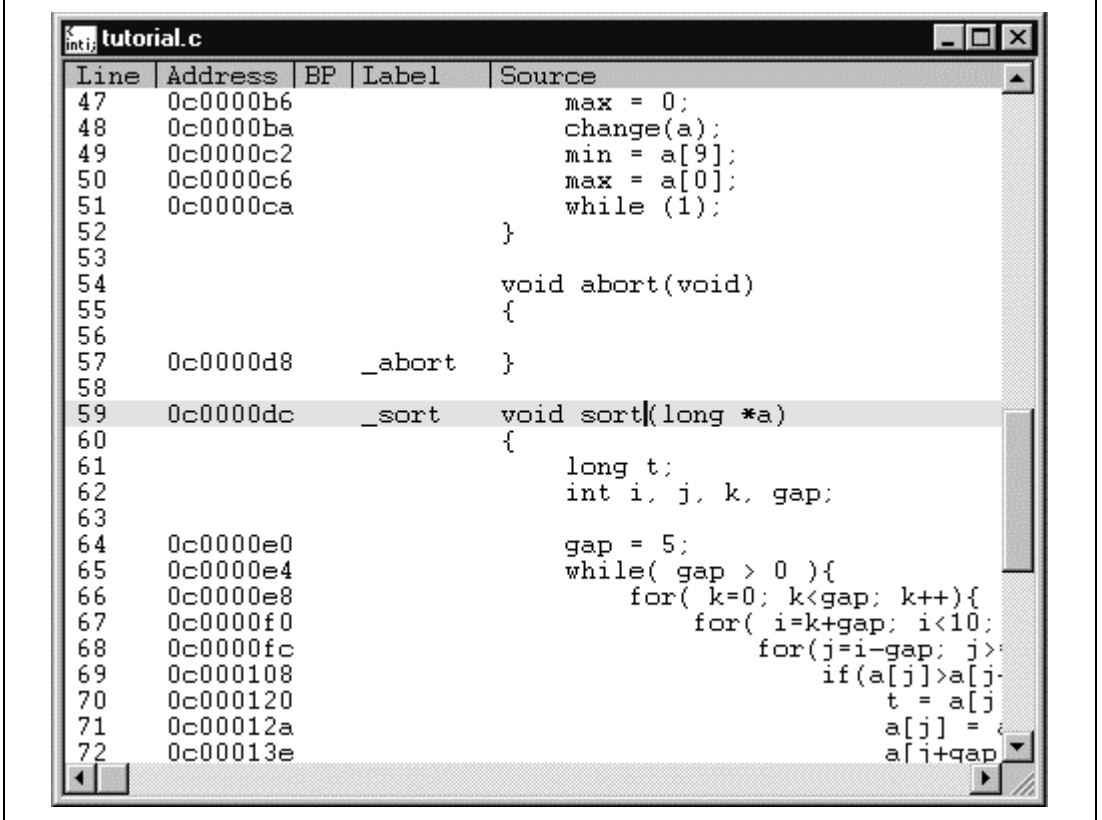 int i; tutorial.c
Line Address BP Label Source
47 0c0000b6 max = 0;
48 0c0000ba change(a);
49 0c0000c2 min = a[9];
50 0c0000c6 max = a[0];
51 0c0000ca while (1);
52 }
53
54 void abort(void)
55 {
56
57 0c0000d8 _abort }
58
59 0c0000dc _sort void sort(long *a)
60 {
61 long t;
62 int i, j, k, gap;
63
64 0c0000e0 gap = 5;
65 0c0000e4 while( gap > 0 ){
66 0c0000e8 for( k=0; k<gap; k++){
67 0c0000f0 for( i=k+gap; i<10;
68 0c0000fc for(j=i-gap; j>=
69 0c000108 if(a[j]>a[j
70 0c000120 t = a[j
71 0c00012a a[j] =
72 0c00013e a[j+gap